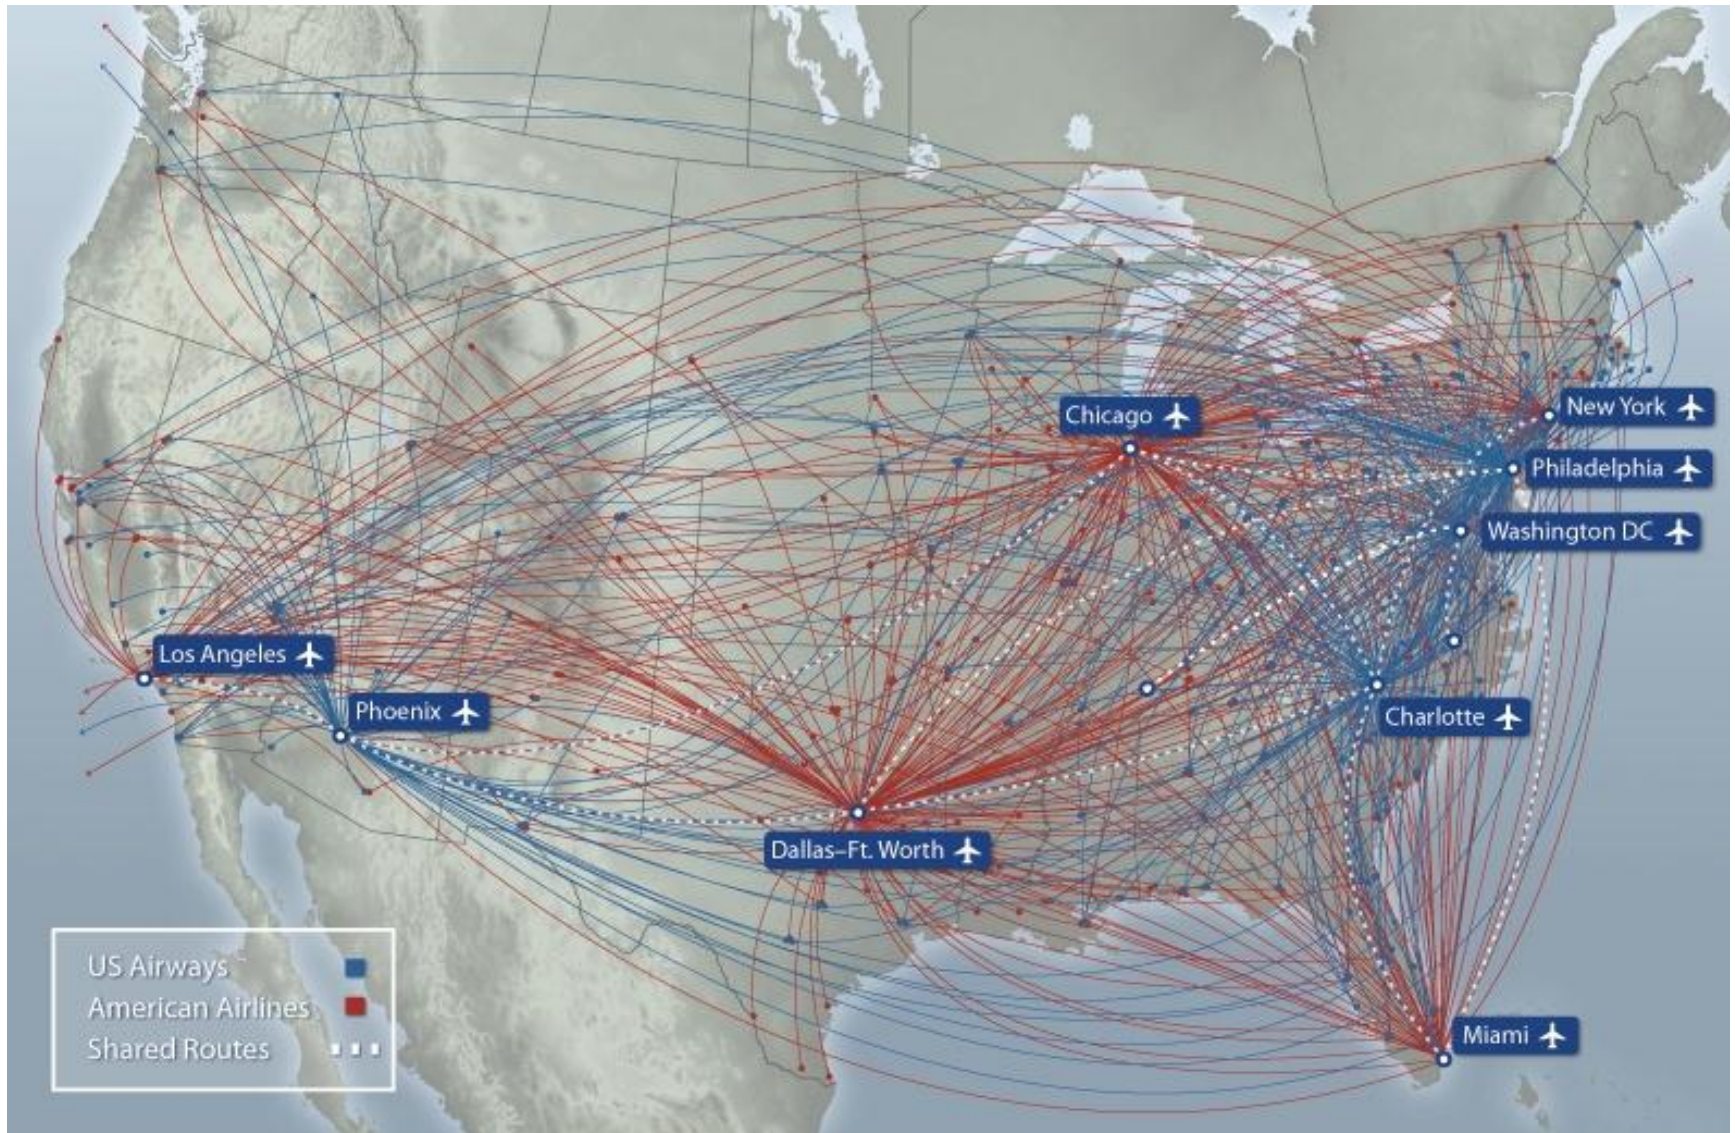 Chicago
New York
Philadelphia
Washington DC
Los Angeles
Phoenix
Charlotte
Dallas–Ft. Worth
US Airways
American Airlines
Shared Routes
Miami